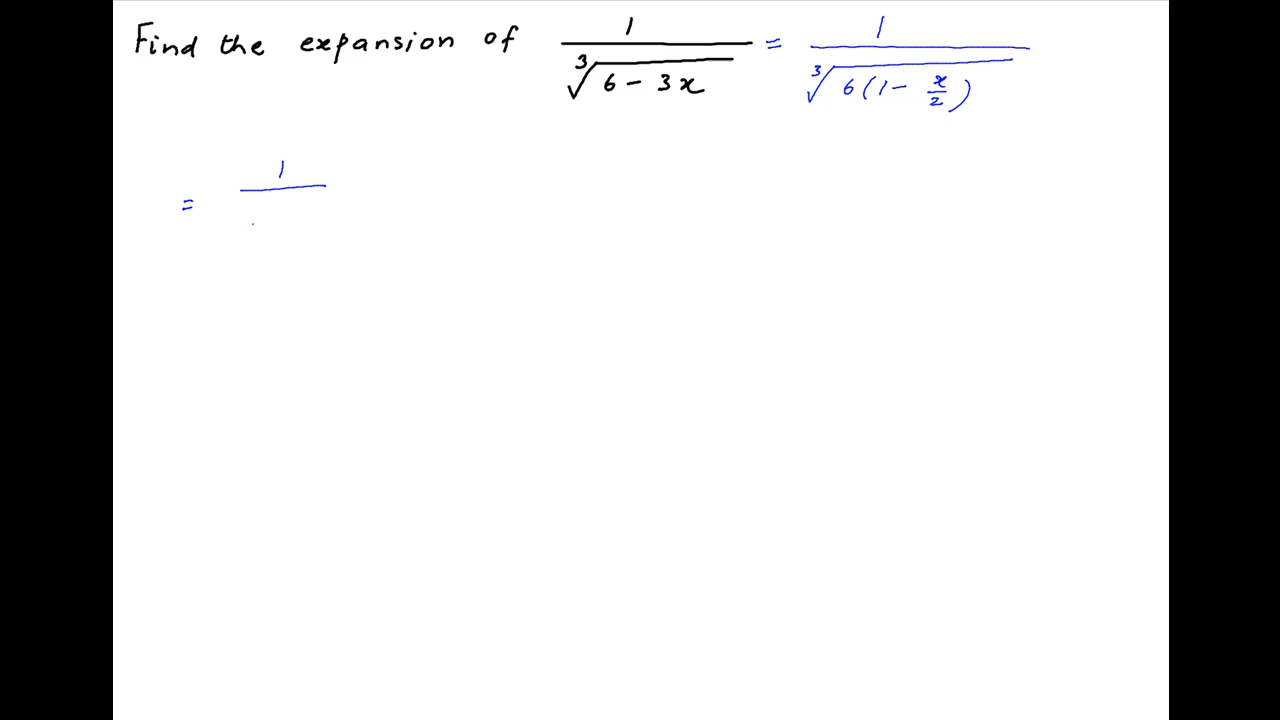 Find the expansion of 1/∛(6 - 3x) = 1/∛(6(1 - x/2))
= 1/